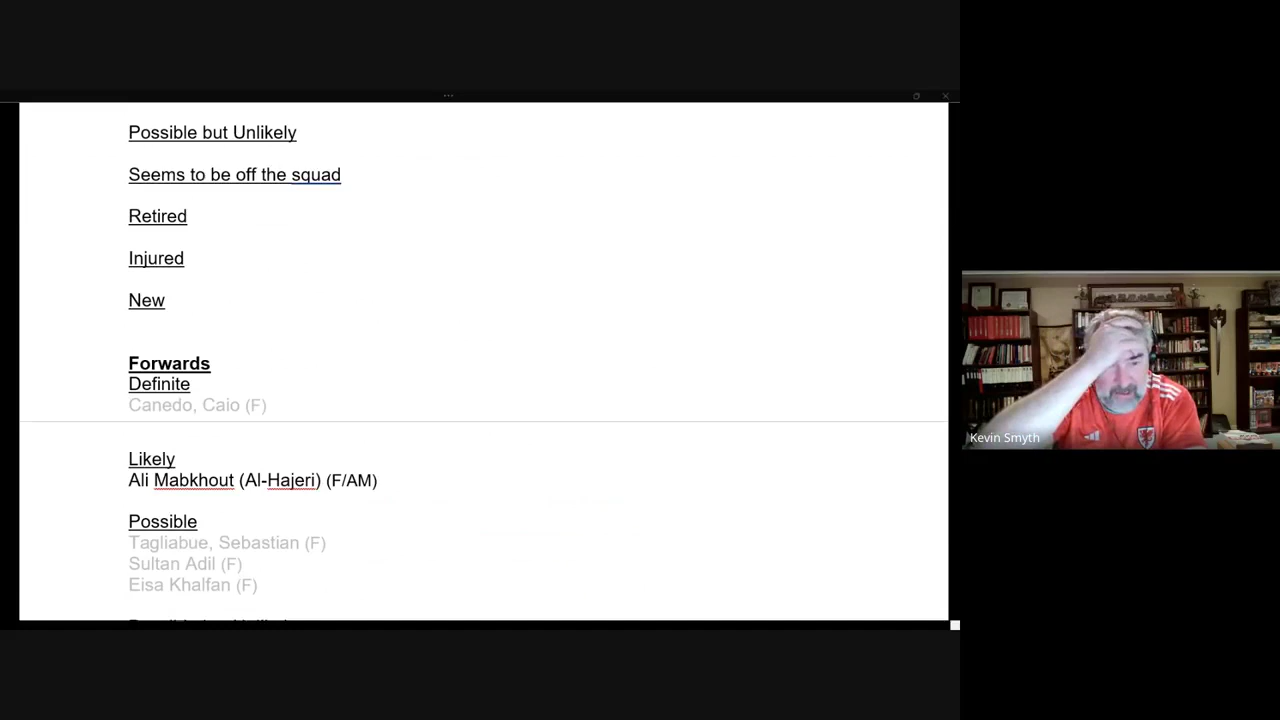 Possible but Unlikely
Seems to be off the squad
Retired
Injured
New
Forwards
Definite
Canedo, Caio (F)
Likely
Ali Mabkhout (Al-Hajeri) (F/AM)
Possible
Tagliabue, Sebastian (F)
Sultan Adil (F)
Eisa Khalfan (F)
Kevin Smyth